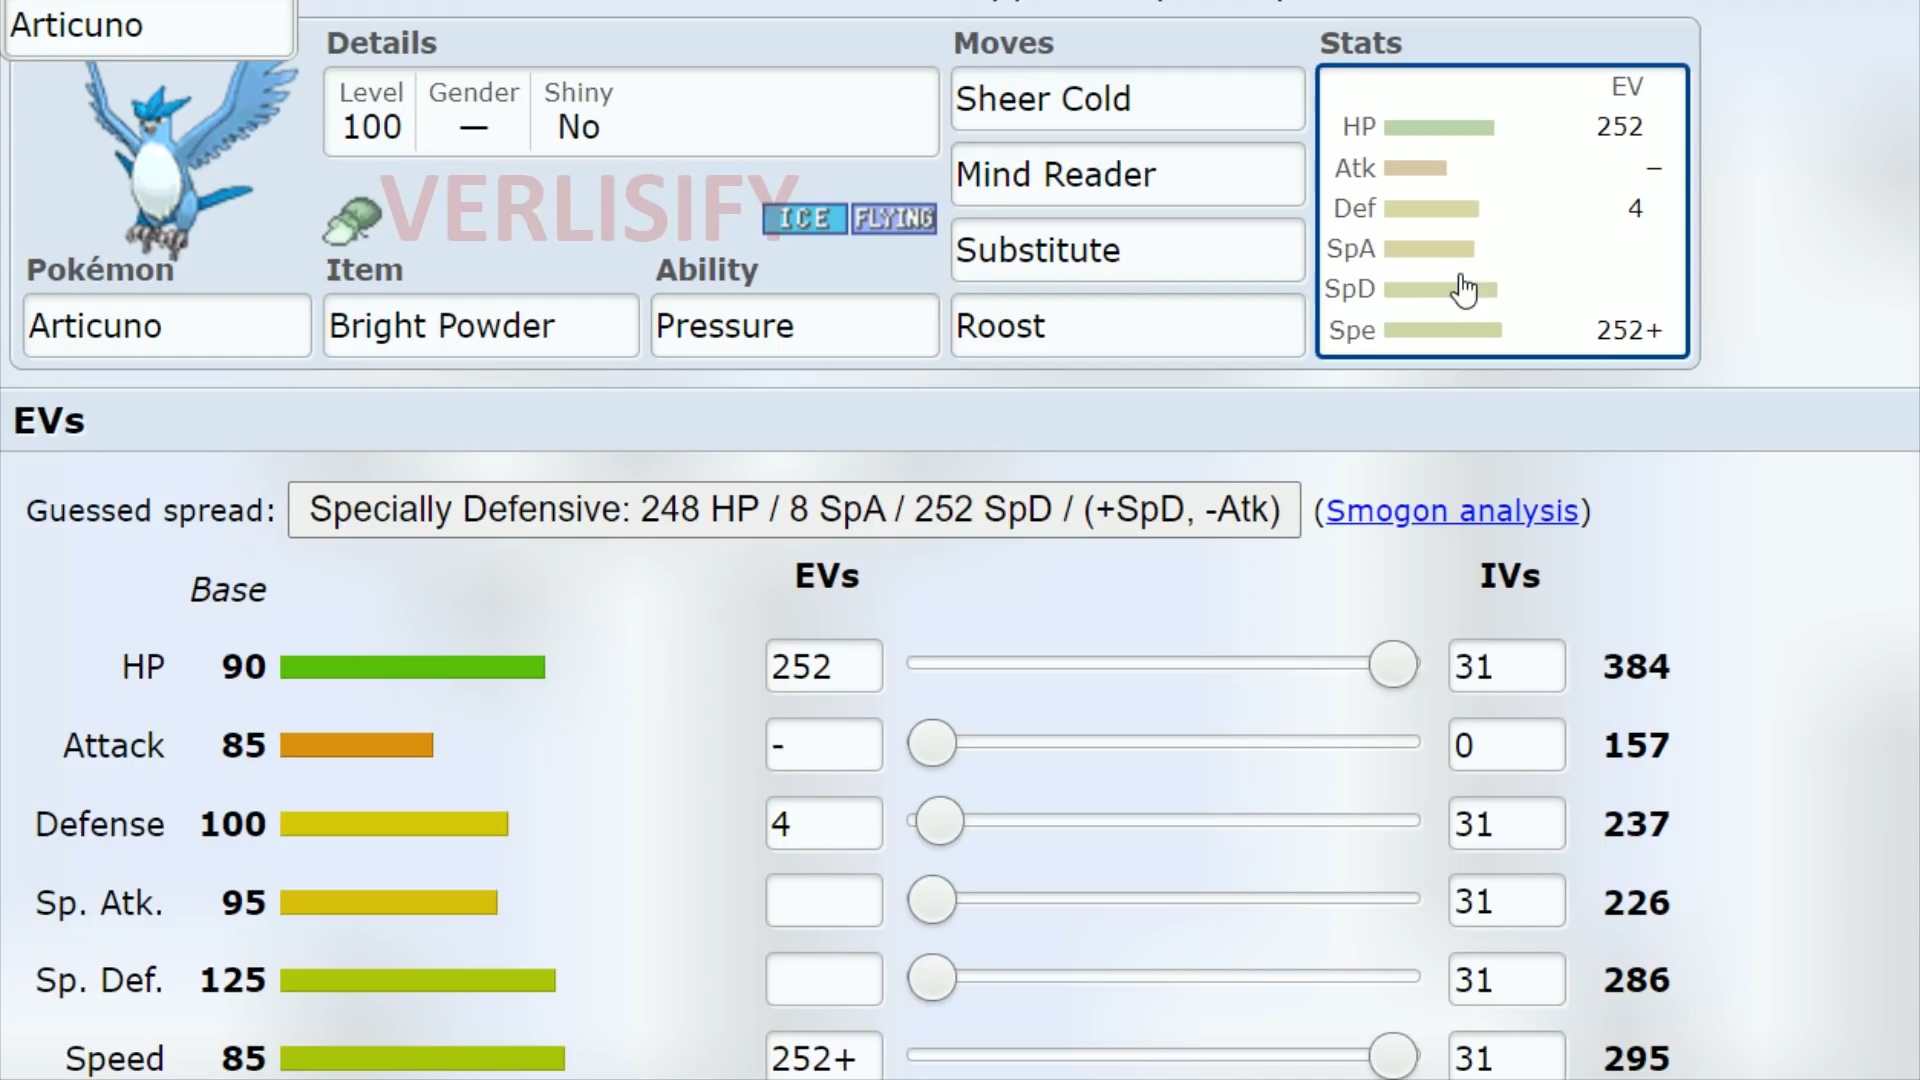 Articuno
Details
Moves
Stats
Level
Gender
Shiny
100
—
No
Sheer Cold
Mind Reader
Substitute
Roost
EV
HP 252
Atk –
Def 4
SpA
SpD
Spe 252+
VERLISIFY
ICE FLYING
Pokémon
Item
Ability
Articuno
Bright Powder
Pressure
EVs
Guessed spread: Specially Defensive: 248 HP / 8 SpA / 252 SpD / (+SpD, -Atk) (Smogon analysis)
Base EVs IVs
HP 90 252 31 384
Attack 85 - 0 157
Defense 100 4 31 237
Sp. Atk. 95 31 226
Sp. Def. 125 31 286
Speed 85 252+ 31 295